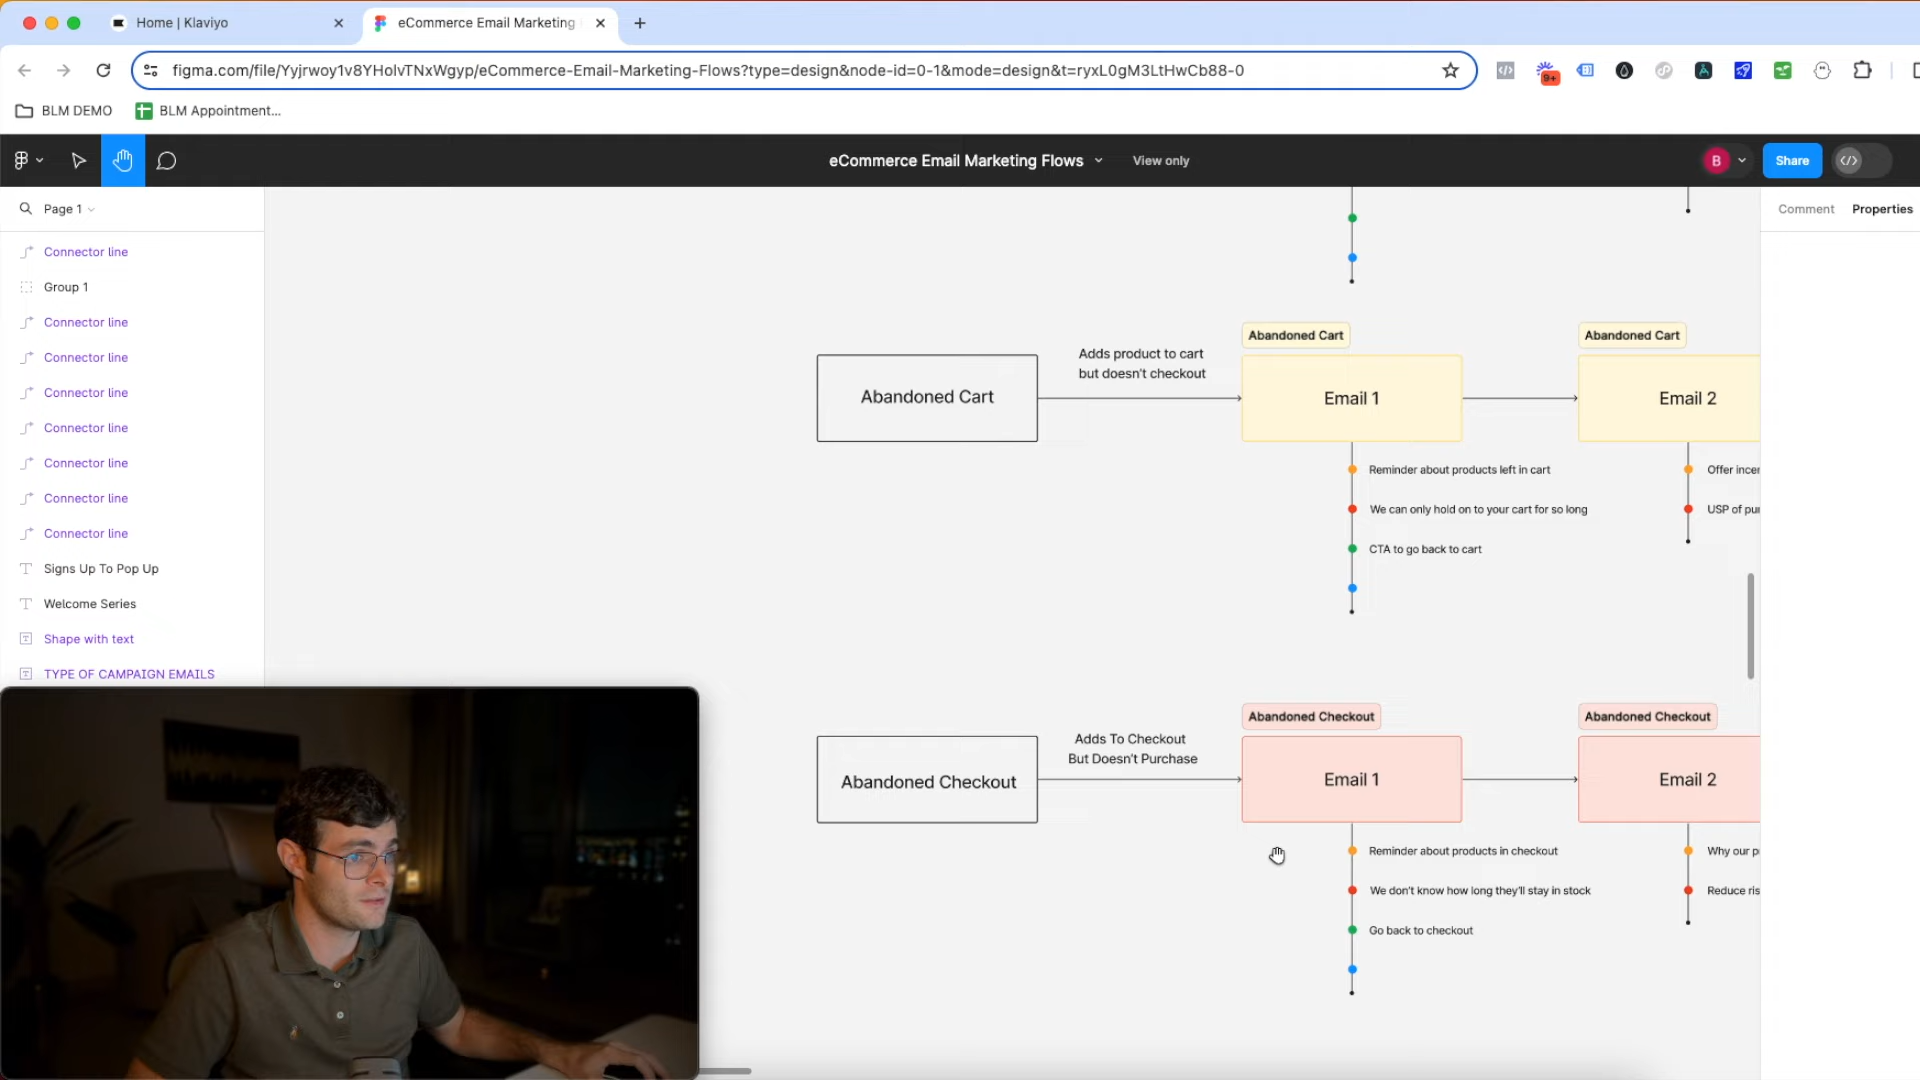 Home | Klaviyo
eCommerce Email Marketing
figma.com/file/Yyjrwoy1v8YHolvTNxWgyp/eCommerce-Email-Marketing-Flows?type=design&node-id=0-1&mode=design&t=ryxL0gM3LtHwCb88-0
9+
BLM DEMO
BLM Appointment...
eCommerce Email Marketing Flows
View only
B
Share
Page 1
Comment
Properties
Connector line
Group 1
Connector line
Connector line
Connector line
Connector line
Connector line
Connector line
Connector line
Signs Up To Pop Up
Welcome Series
Shape with text
TYPE OF CAMPAIGN EMAILS
Abandoned Cart
Adds product to cart
but doesn't checkout
Abandoned Cart
Email 1
Abandoned Cart
Email 2
Reminder about products left in cart
We can only hold on to your cart for so long
CTA to go back to cart
Offer incer
USP of pu
Abandoned Checkout
Adds To Checkout
But Doesn't Purchase
Abandoned Checkout
Email 1
Abandoned Checkout
Email 2
Reminder about products in checkout
We don't know how long they'll stay in stock
Go back to checkout
Why our p
Reduce ris